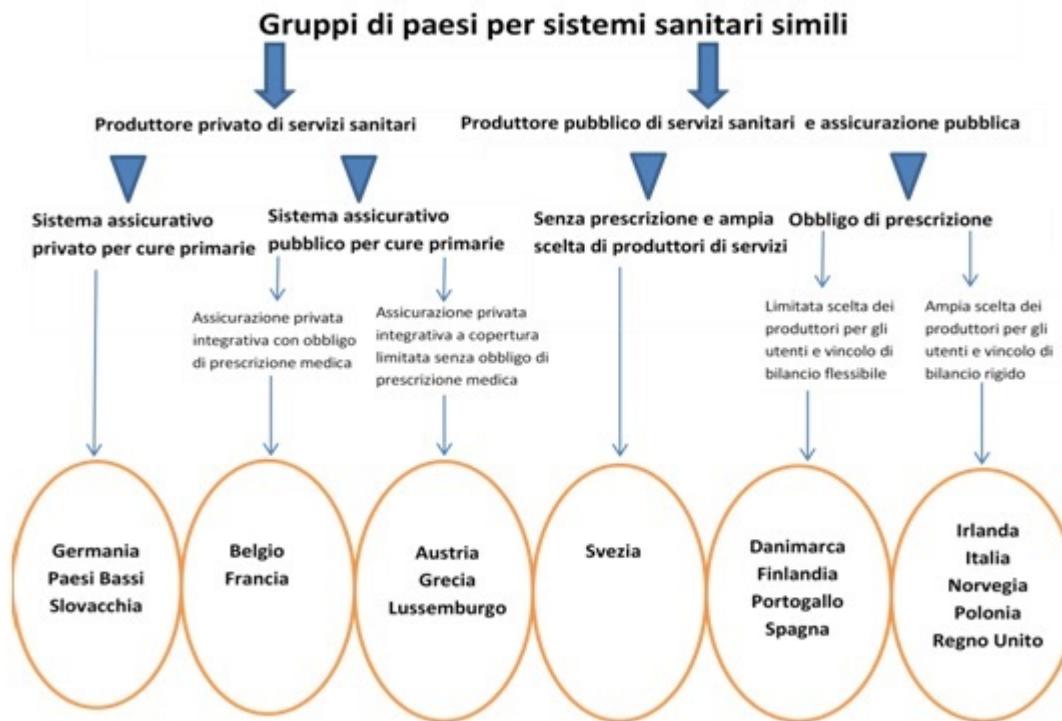 Gruppi di paesi per sistemi sanitari simili
Produttore privato di servizi sanitari
Produttore pubblico di servizi sanitari e assicurazione pubblica
Sistema assicurativo
privato per cure primarie
Sistema assicurativo
pubblico per cure primarie
Senza prescrizione e ampia
scelta di produttori di servizi
Obbligo di prescrizione
Assicurazione privata
integrativa con obbligo
di prescrizione medica
Assicurazione privata
integrativa a copertura
limitata senza obbligo di
prescrizione medica
Limitata scelta dei
produttori per gli
utenti e vincolo di
bilancio flessibile
Ampia scelta dei
produttori per gli
utenti e vincolo di
bilancio rigido
Germania
Paesi Bassi
Slovacchia
Belgio
Francia
Austria
Grecia
Lussemburgo
Svezia
Danimarca
Finlandia
Portogallo
Spagna
Irlanda
Italia
Norvegia
Polonia
Regno Unito